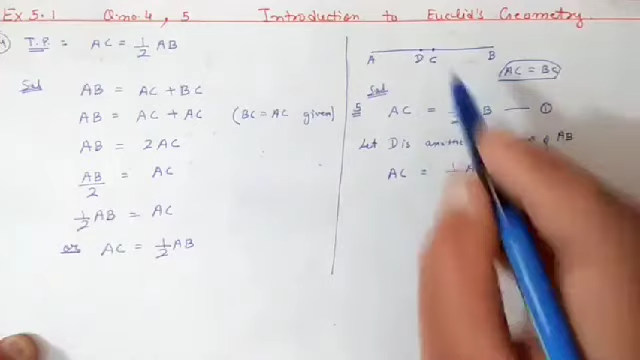 Ex. 5.1 Q.no. 4, 5 Introduction to Euclid's Geometry.
T.P. = AC = 1/2 AB
Sol
AB = AC + BC
AB = AC + AC (BC = AC given)
AB = 2AC
AB/2 = AC
1/2 AB = AC
or AC = 1/2 AB
A D C B
AC = BC
Sol
5 AC = B — ①
Let D is of AB
AC = 1/2 A